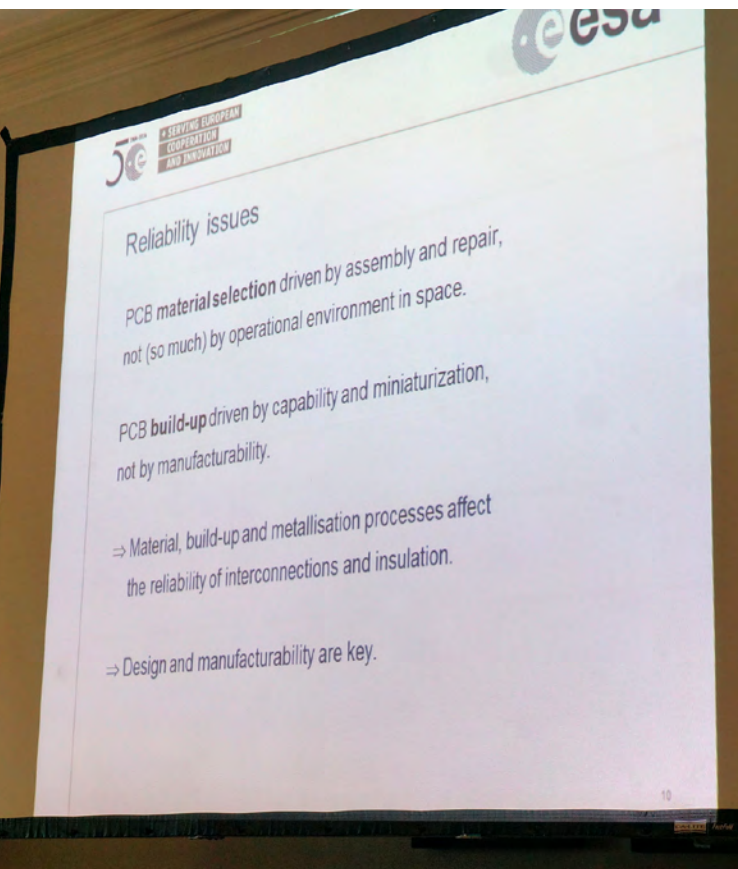 esa
• SERVING EUROPEAN
COOPERATION
AND INNOVATION
Reliability issues
PCB material selection driven by assembly and repair,
not (so much) by operational environment in space.
PCB build-up driven by capability and miniaturization,
not by manufacturability.
⇒ Material, build-up and metallisation processes affect
the reliability of interconnections and insulation.
⇒ Design and manufacturability are key.
10